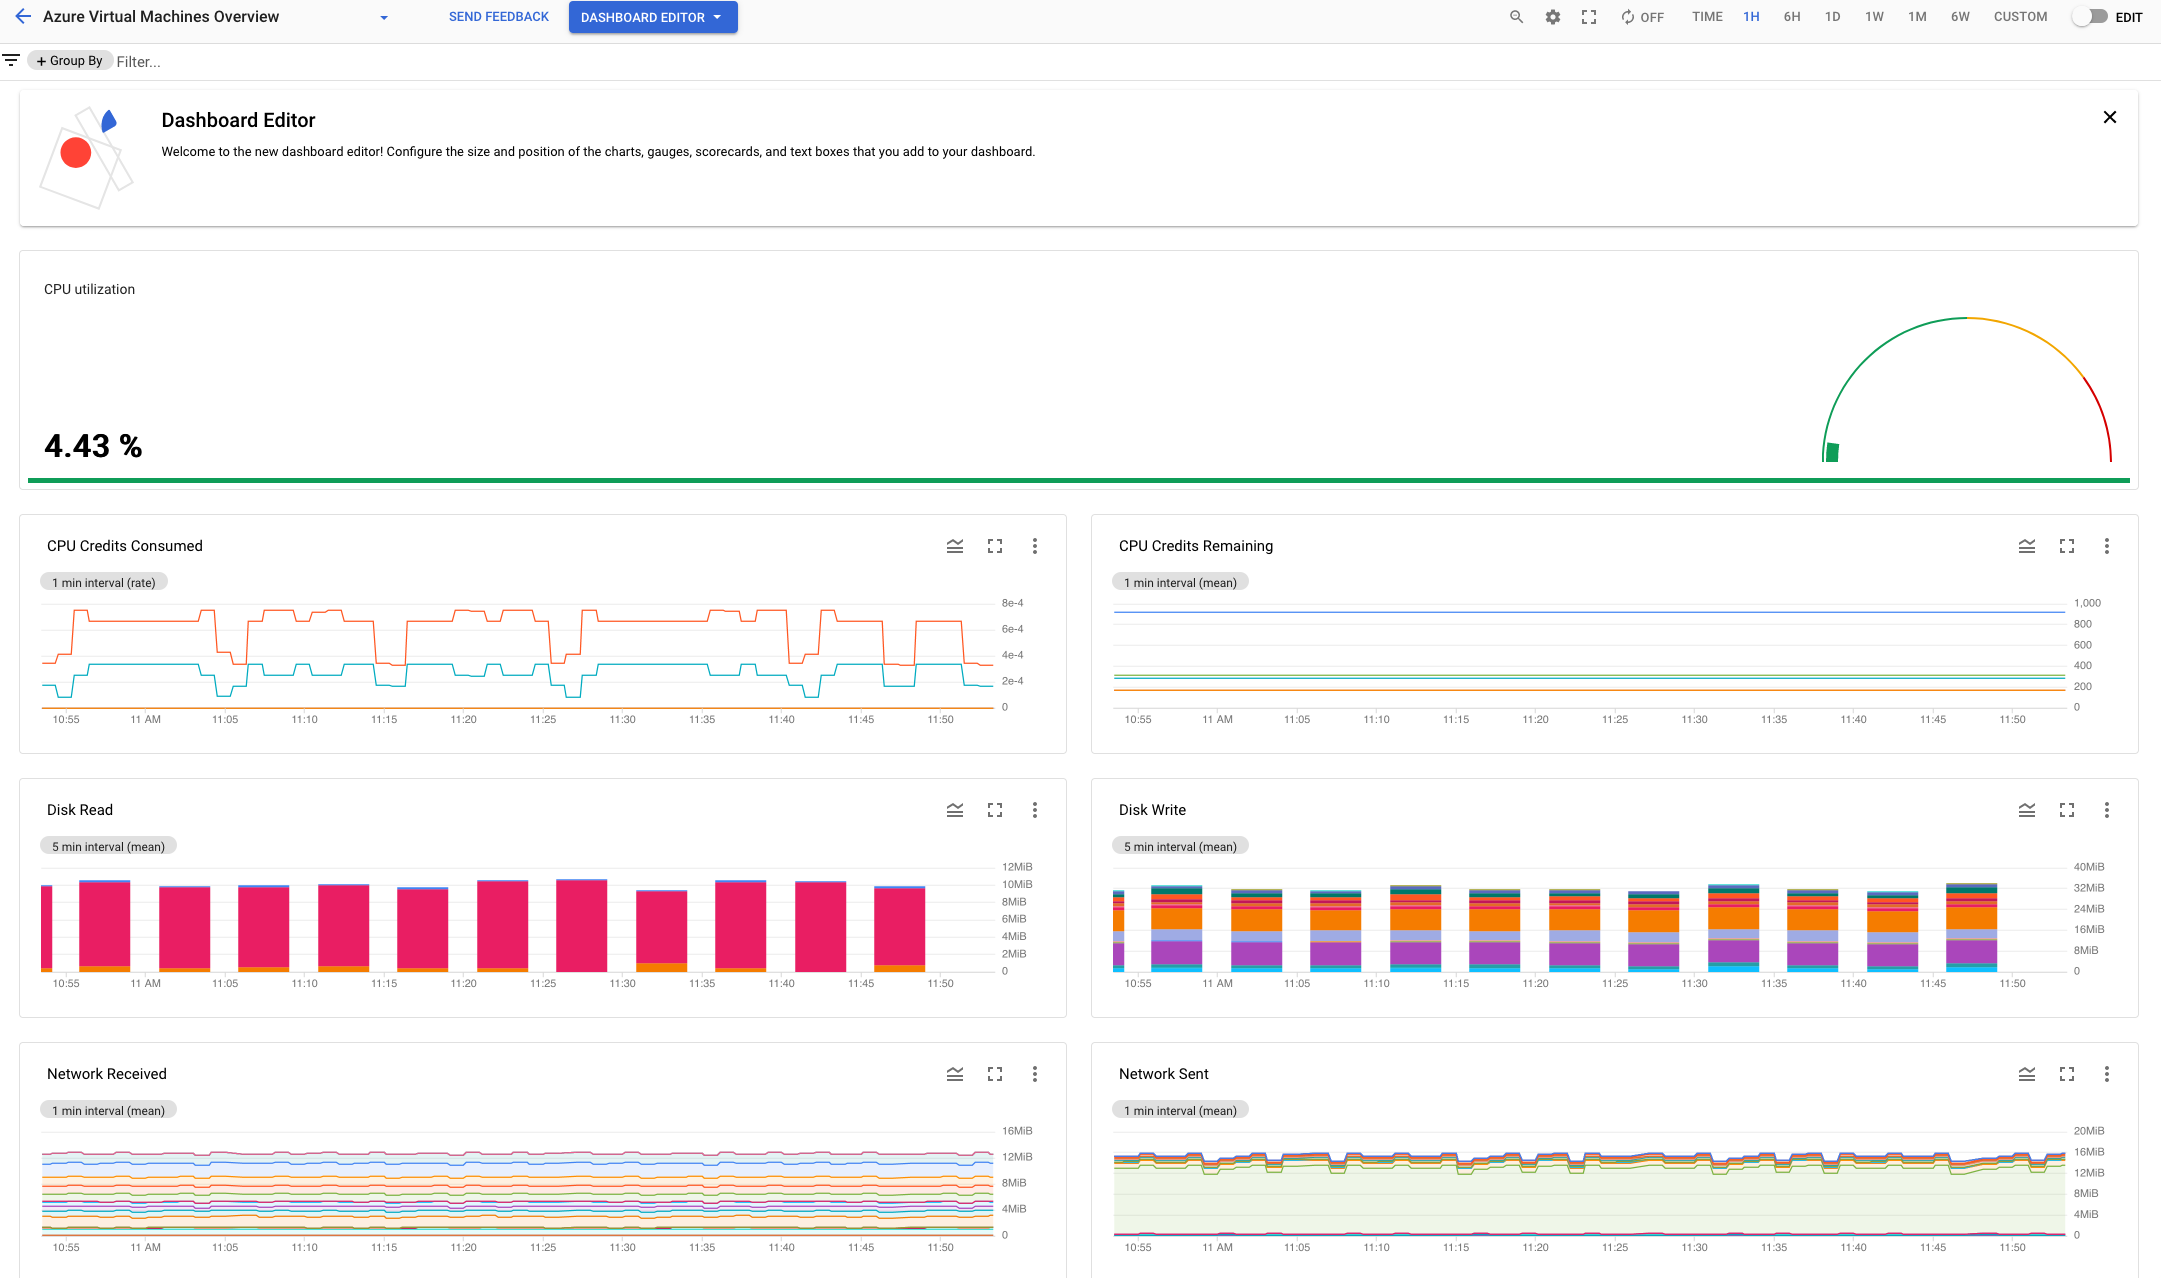 Azure Virtual Machines Overview SEND FEEDBACK DASHBOARD EDITOR OFF TIME 1H 6H 1D 1W 1M 6W CUSTOM EDIT
+ Group By Filter...
Dashboard Editor
Welcome to the new dashboard editor! Configure the size and position of the charts, gauges, scorecards, and text boxes that you add to your dashboard.
CPU utilization
4.43 %
CPU Credits Consumed
1 min interval (rate)
8e-4
6e-4
4e-4
2e-4
0
10:55 11 AM 11:05 11:10 11:15 11:20 11:25 11:30 11:35 11:40 11:45 11:50
CPU Credits Remaining
1 min interval (mean)
1,000
800
600
400
200
0
10:55 11 AM 11:05 11:10 11:15 11:20 11:25 11:30 11:35 11:40 11:45 11:50
Disk Read
5 min interval (mean)
12MiB
10MiB
8MiB
6MiB
4MiB
2MiB
0
10:55 11 AM 11:05 11:10 11:15 11:20 11:25 11:30 11:35 11:40 11:45 11:50
Disk Write
5 min interval (mean)
40MiB
32MiB
24MiB
16MiB
8MiB
0
10:55 11 AM 11:05 11:10 11:15 11:20 11:25 11:30 11:35 11:40 11:45 11:50
Network Received
1 min interval (mean)
16MiB
12MiB
8MiB
4MiB
0
10:55 11 AM 11:05 11:10 11:15 11:20 11:25 11:30 11:35 11:40 11:45 11:50
Network Sent
1 min interval (mean)
20MiB
16MiB
12MiB
8MiB
4MiB
0
10:55 11 AM 11:05 11:10 11:15 11:20 11:25 11:30 11:35 11:40 11:45 11:50